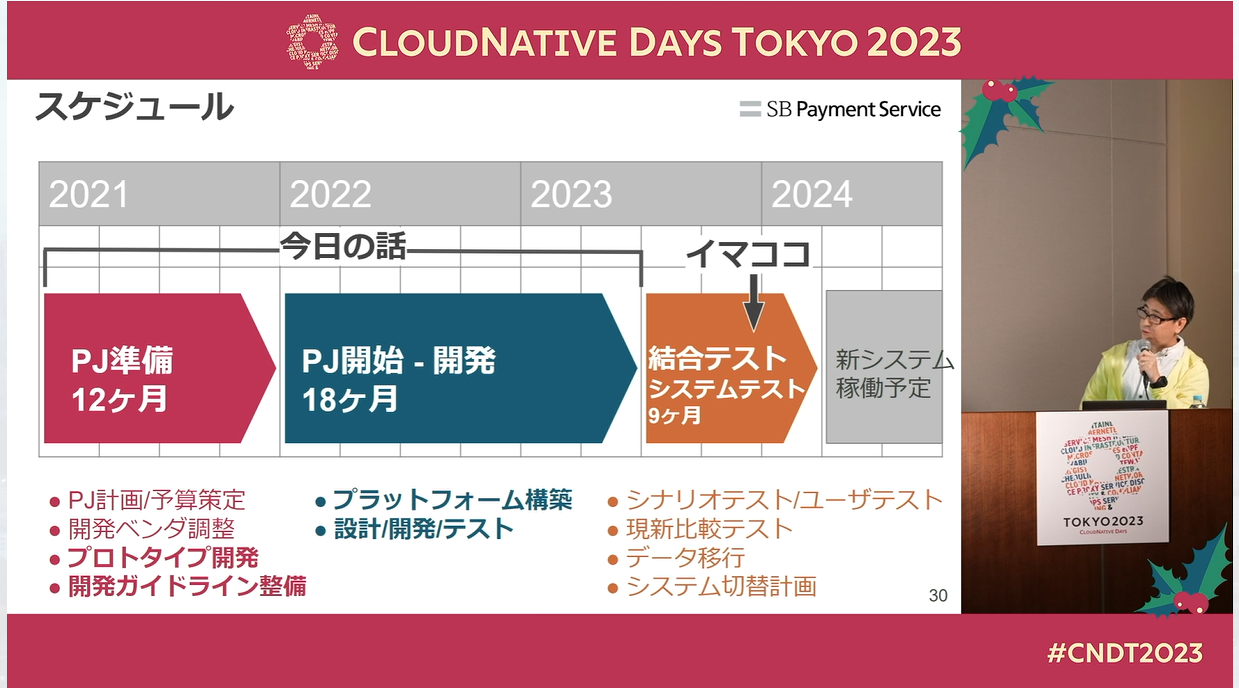 CLOUDNATIVE DAYS TOKYO 2023
スケジュール
SB Payment Service
2021
2022
2023
2024
今日の話
イマココ
PJ準備
12ヶ月
PJ開始 - 開発
18ヶ月
結合テスト
システムテスト
9ヶ月
新システム
稼働予定
● PJ計画/予算策定
● 開発ベンダ調整
● プロトタイプ開発
● 開発ガイドライン整備
● プラットフォーム構築
● 設計/開発/テスト
● シナリオテスト/ユーザテスト
● 現新比較テスト
● データ移行
● システム切替計画
30
TOKYO2023
CLOUDNATIVE DAYS
#CNDT2023